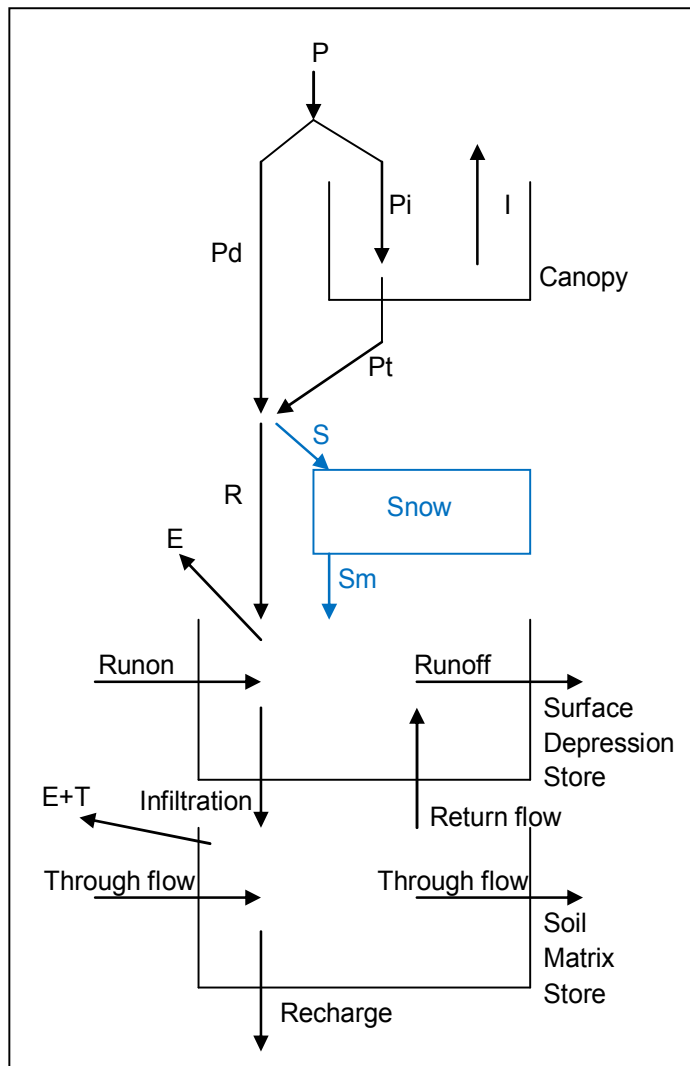 P
Pi
I
Pd
Canopy
Pt
S
R
Snow
E
Sm
Runon
Runoff
Surface
Depression
Store
Infiltration
Return flow
E+T
Through flow
Through flow
Soil
Matrix
Store
Recharge